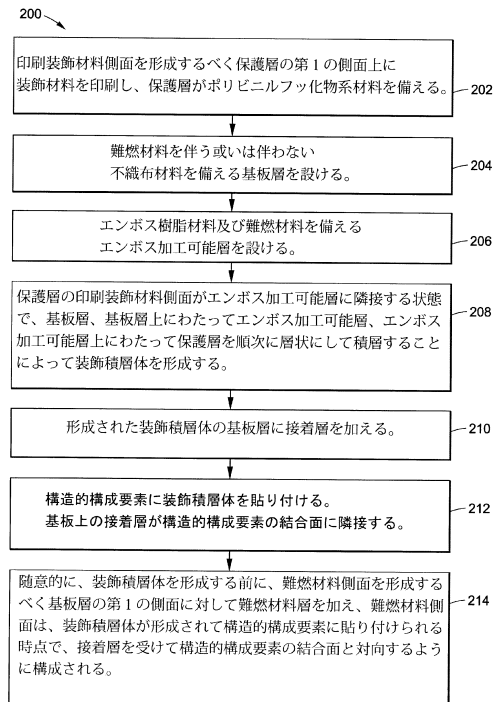 200
印刷装飾材料側面を形成するべく保護層の第1の側面上に
装飾材料を印刷し、保護層がポリビニルフッ化物系材料を備える。
202
難燃材料を伴う或いは伴わない
不織布材料を備える基板層を設ける。
204
エンボス樹脂材料及び難燃材料を備える
エンボス加工可能層を設ける。
206
保護層の印刷装飾材料側面がエンボス加工可能層に隣接する状態
で、基板層、基板層上にわたってエンボス加工可能層、エンボス
加工可能層上にわたって保護層を順次に層状にして積層すること
によって装飾積層体を形成する。
208
形成された装飾積層体の基板層に接着層を加える。
210
構造的構成要素に装飾積層体を貼り付ける。
基板上の接着層が構造的構成要素の結合面に隣接する。
212
随意的に、装飾積層体を形成する前に、難燃材料側面を形成する
べく基板層の第1の側面に対して難燃材料層を加え、難燃材料側
面は、装飾積層体が形成されて構造的構成要素に貼り付けられる
時点で、接着層を受けて構造的構成要素の結合面と対向するよう
に構成される。
214